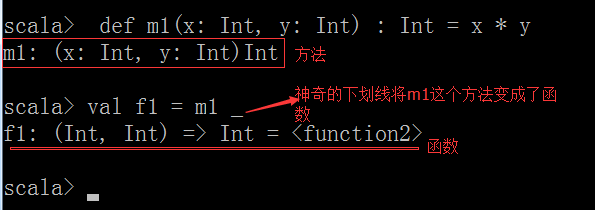 scala>  def m1(x: Int, y: Int) : Int = x * y
m1: (x: Int, y: Int)Int 方法
scala> val f1 = m1 _ 神奇的下划线将m1这个方法变成了函
数
f1: (Int, Int) => Int = <function2> 函数
scala>